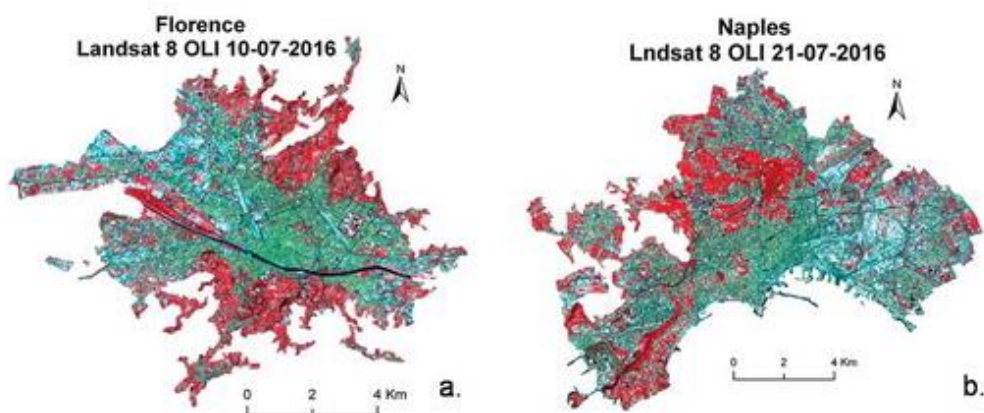 Florence
Landsat 8 OLI 10-07-2016
N
0 2 4 Km
a.
Naples
Lndsat 8 OLI 21-07-2016
N
0 2 4 Km
b.